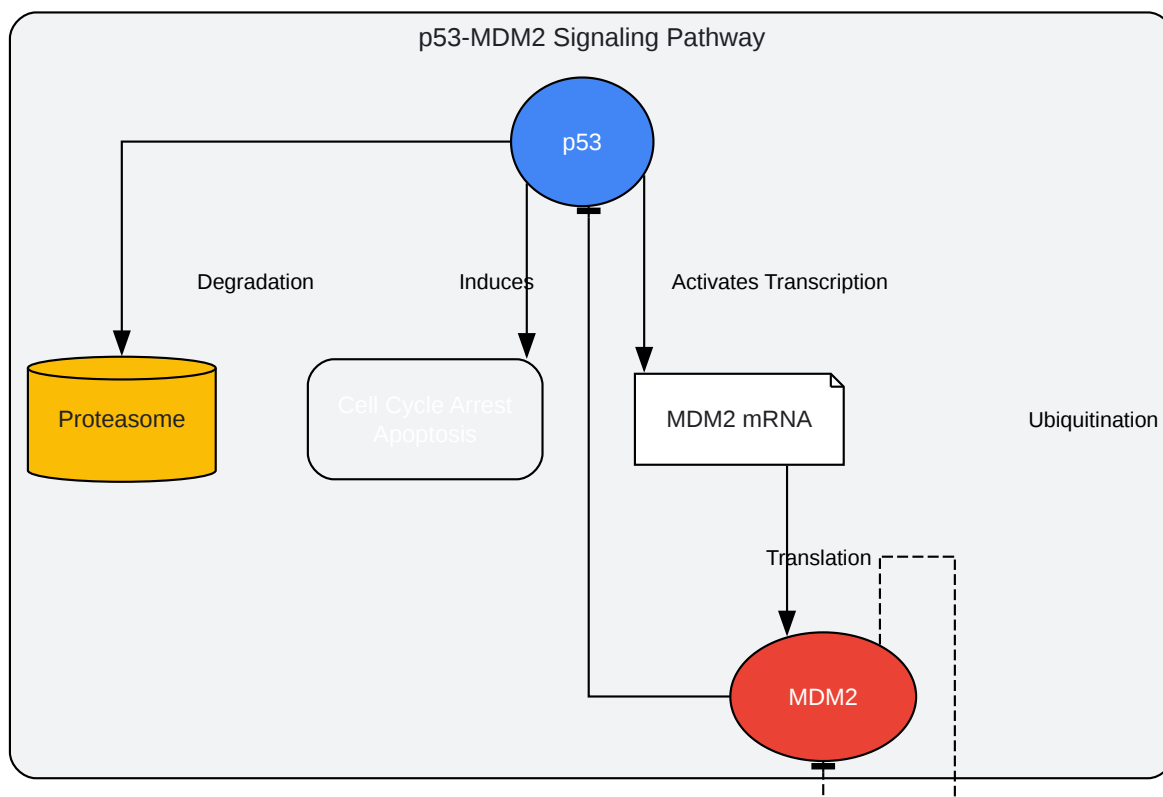 p53-MDM2 Signaling Pathway
p53
Degradation
Induces
Activates Transcription
Proteasome
Cell Cycle Arrest
Apoptosis
MDM2 mRNA
Ubiquitination
Translation
MDM2